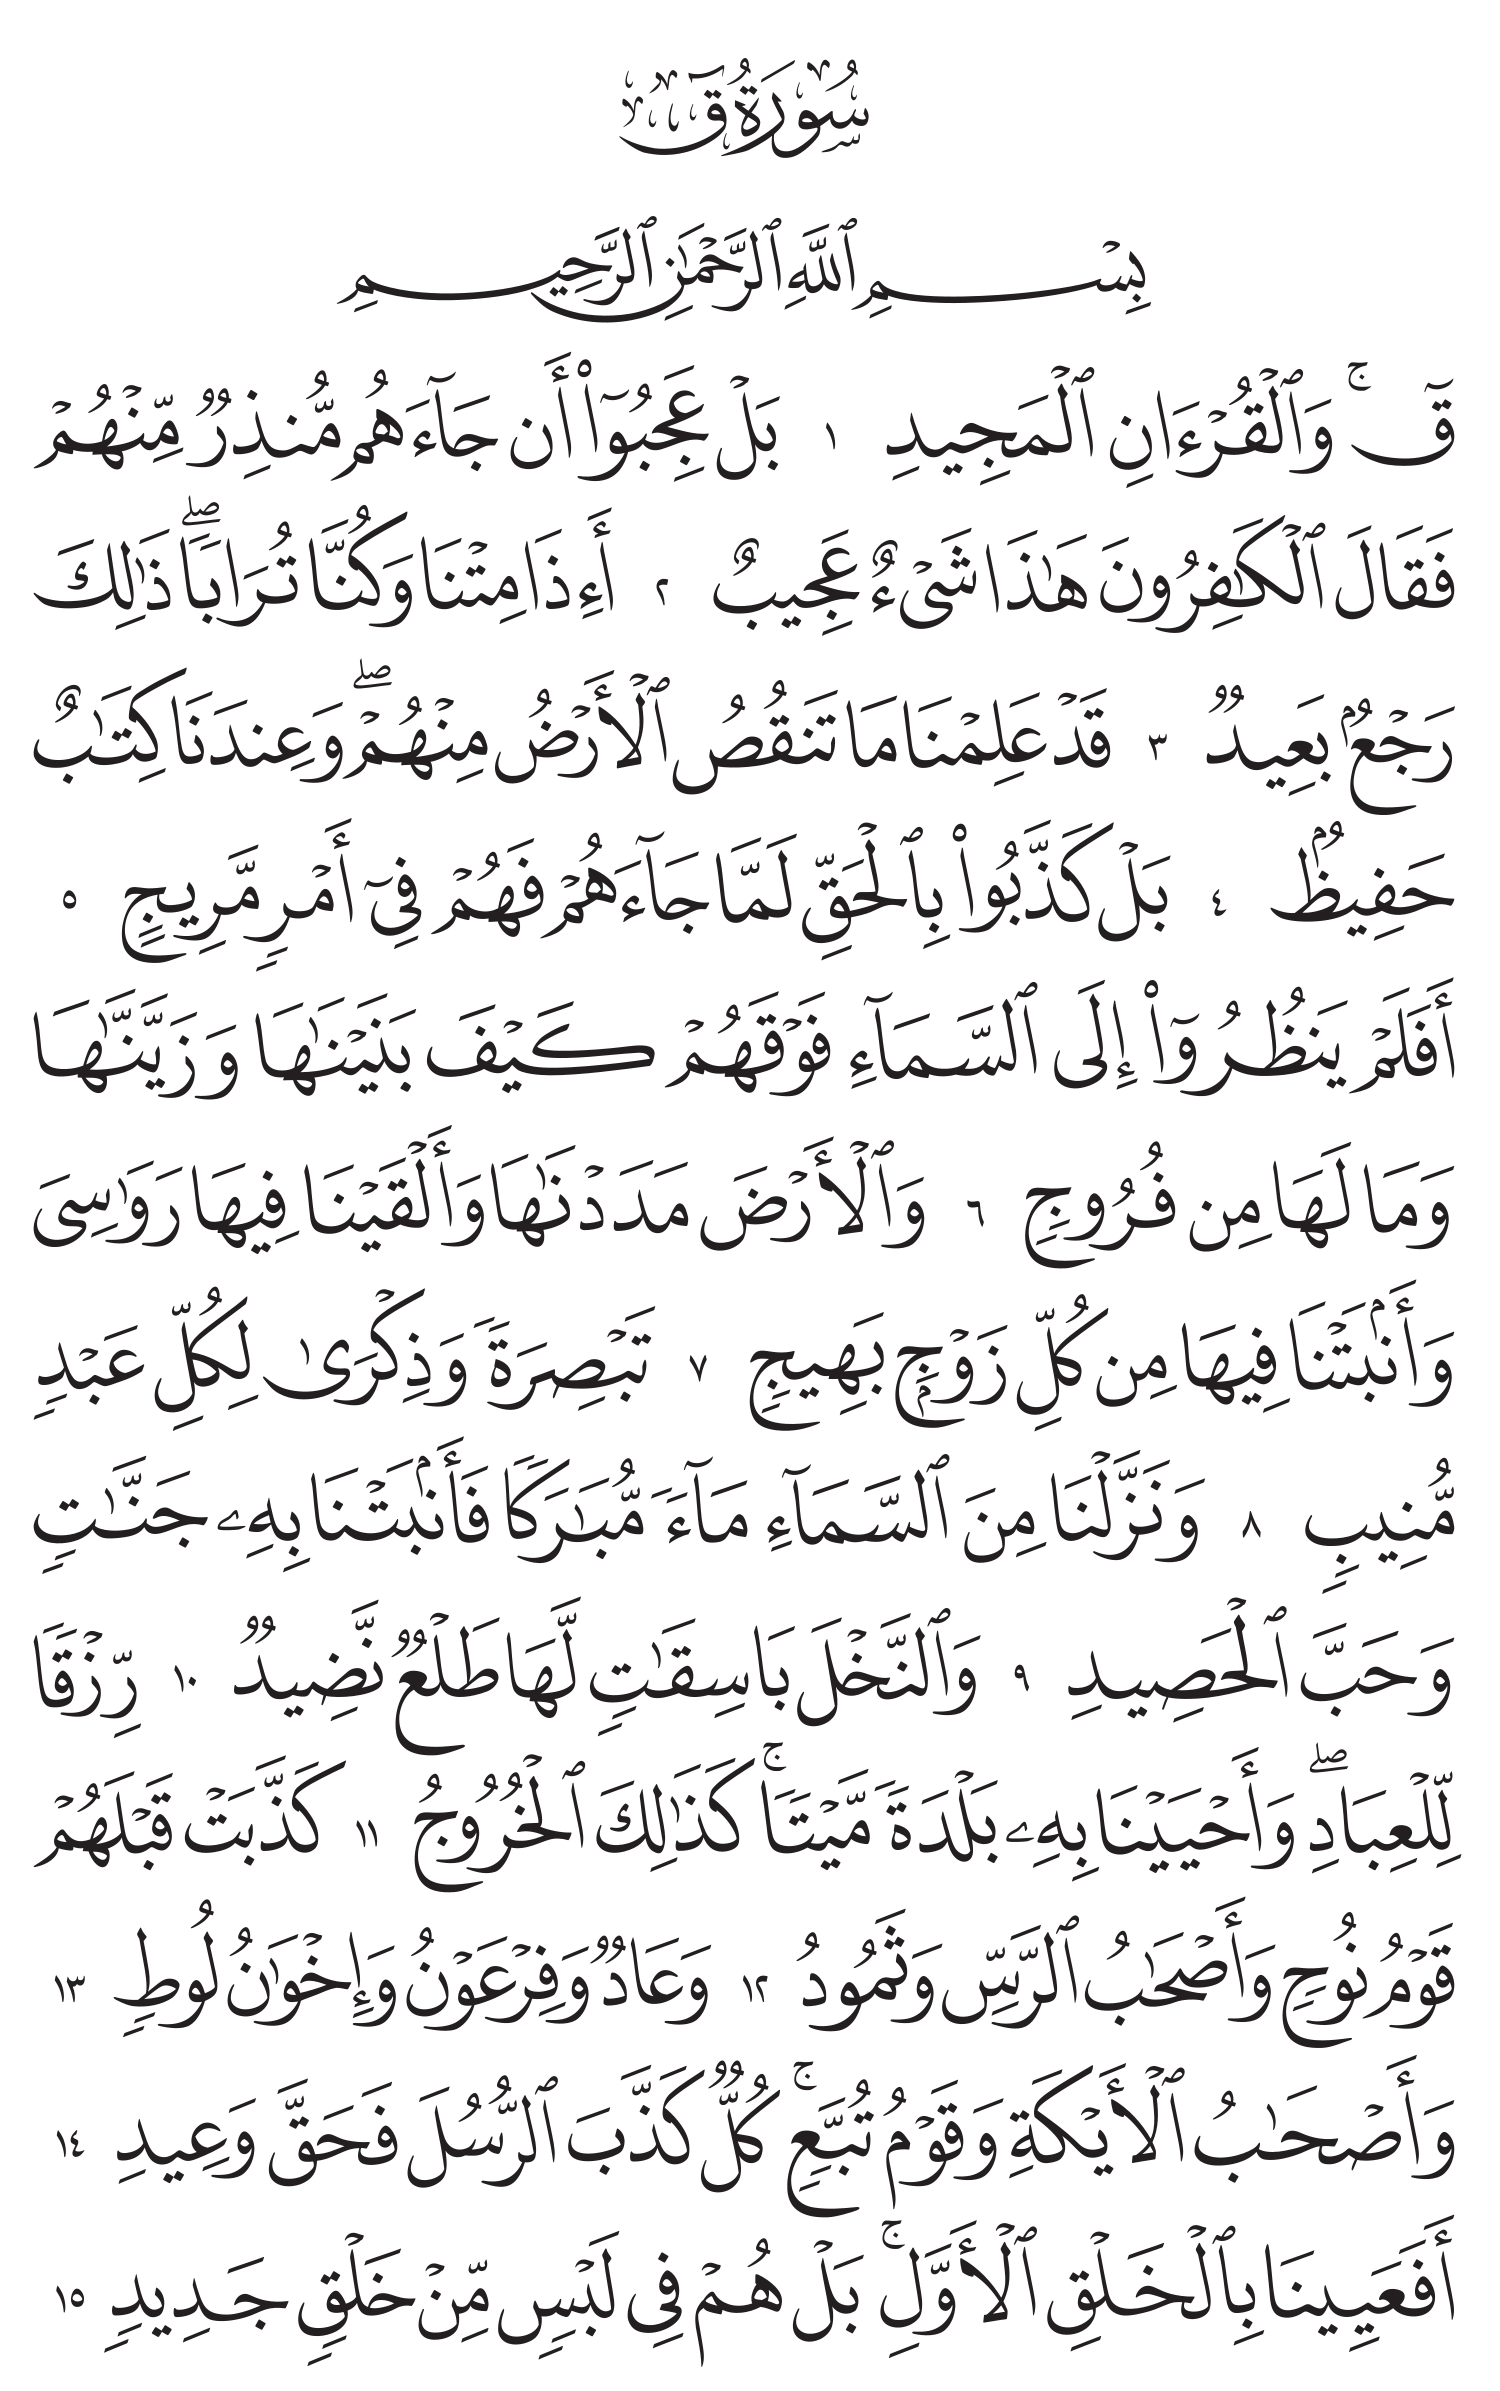 سُورَةُ قٓ
بِسۡمِ ٱللَّهِ ٱلرَّحۡمَٰنِ ٱلرَّحِيمِ
قٓۚ وَٱلۡقُرۡءَانِ ٱلۡمَجِيدِ ١ بَلۡ عَجِبُوٓاْ أَن جَآءَهُم مُّنذِرٞ مِّنۡهُمۡ
فَقَالَ ٱلۡكَٰفِرُونَ هَٰذَا شَيۡءٌ عَجِيبٌ ٢ أَءِذَا مِتۡنَا وَكُنَّا تُرَابٗاۖ ذَٰلِكَ
رَجۡعُۢ بَعِيدٞ ٣ قَدۡ عَلِمۡنَا مَا تَنقُصُ ٱلۡأَرۡضُ مِنۡهُمۡۖ وَعِندَنَا كِتَٰبٌ
حَفِيظُۢ ٤ بَلۡ كَذَّبُواْ بِٱلۡحَقِّ لَمَّا جَآءَهُمۡ فَهُمۡ فِيٓ أَمۡرٖ مَّرِيجٍ ٥
أَفَلَمۡ يَنظُرُوٓاْ إِلَى ٱلسَّمَآءِ فَوۡقَهُمۡ كَيۡفَ بَنَيۡنَٰهَا وَزَيَّنَّٰهَا
وَمَا لَهَا مِن فُرُوجٖ ٦ وَٱلۡأَرۡضَ مَدَدۡنَٰهَا وَأَلۡقَيۡنَا فِيهَا رَوَٰسِيَ
وَأَنۢبَتۡنَا فِيهَا مِن كُلِّ زَوۡجِۭ بَهِيجٖ ٧ تَبۡصِرَةٗ وَذِكۡرَىٰ لِكُلِّ عَبۡدٖ
مُّنِيبٖ ٨ وَنَزَّلۡنَا مِنَ ٱلسَّمَآءِ مَآءٗ مُّبَٰرَكٗا فَأَنۢبَتۡنَا بِهِۦ جَنَّٰتٖ
وَحَبَّ ٱلۡحَصِيدِ ٩ وَٱلنَّخۡلَ بَاسِقَٰتٖ لَّهَا طَلۡعٞ نَّضِيدٞ ١٠ رِّزۡقٗا
لِّلۡعِبَادِۖ وَأَحۡيَيۡنَا بِهِۦ بَلۡدَةٗ مَّيۡتٗاۚ كَذَٰلِكَ ٱلۡخُرُوجُ ١١ كَذَّبَتۡ قَبۡلَهُمۡ
قَوۡمُ نُوحٖ وَأَصۡحَٰبُ ٱلرَّسِّ وَثَمُودُ ١٢ وَعَادٞ وَفِرۡعَوۡنُ وَإِخۡوَٰنُ لُوطٖ ١٣
وَأَصۡحَٰبُ ٱلۡأَيۡكَةِ وَقَوۡمُ تُبَّعٖۚ كُلّٞ كَذَّبَ ٱلرُّسُلَ فَحَقَّ وَعِيدِ ١٤
أَفَعَيِينَا بِٱلۡخَلۡقِ ٱلۡأَوَّلِۚ بَلۡ هُمۡ فِي لَبۡسٖ مِّنۡ خَلۡقٖ جَدِيدٖ ١٥